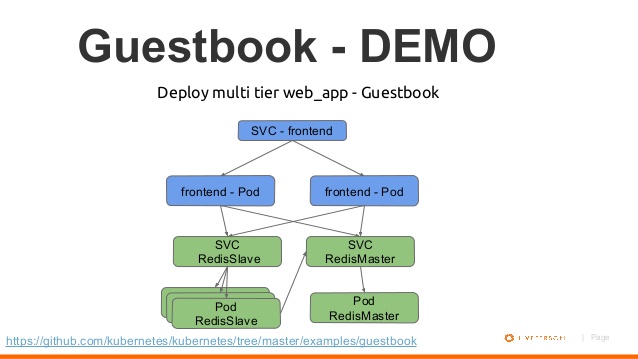 Guestbook - DEMO
Deploy multi tier web_app - Guestbook
SVC - frontend
frontend - Pod
frontend - Pod
SVC
RedisSlave
SVC
RedisMaster
Pod
RedisSlave
Pod
RedisMaster
https://github.com/kubernetes/kubernetes/tree/master/examples/guestbook
| Page